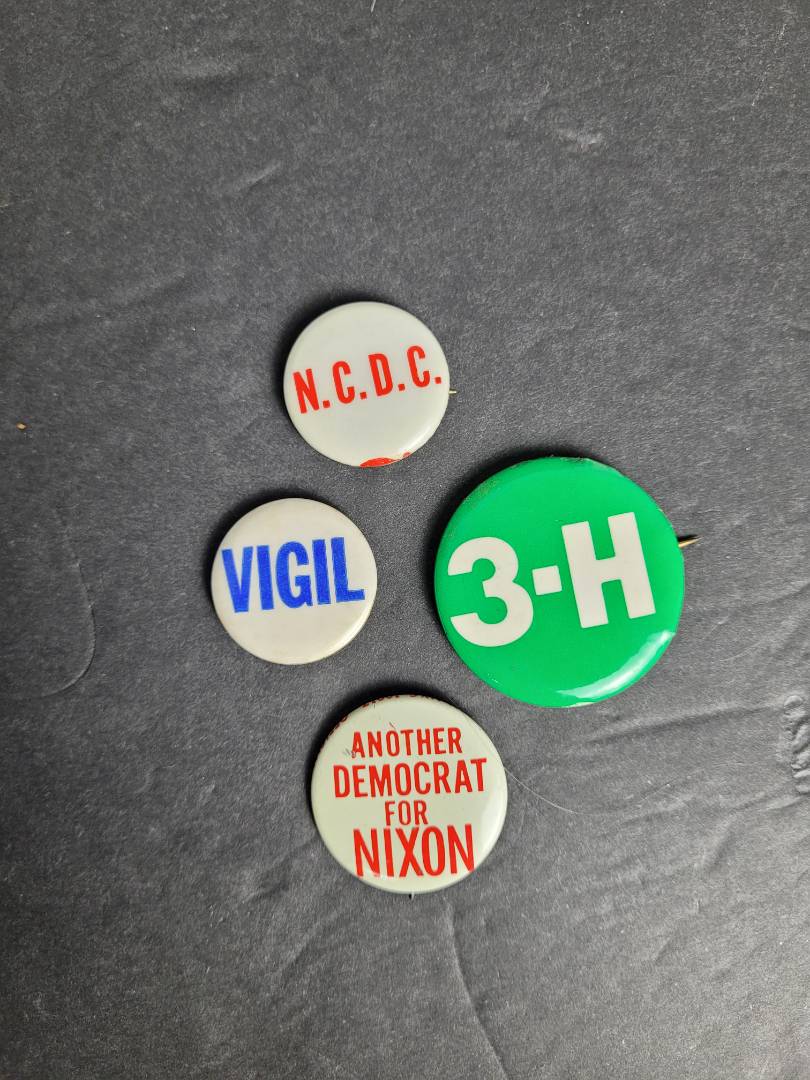 N.C.D.C.
VIGIL
3-H
ANOTHER
DEMOCRAT
FOR
NIXON